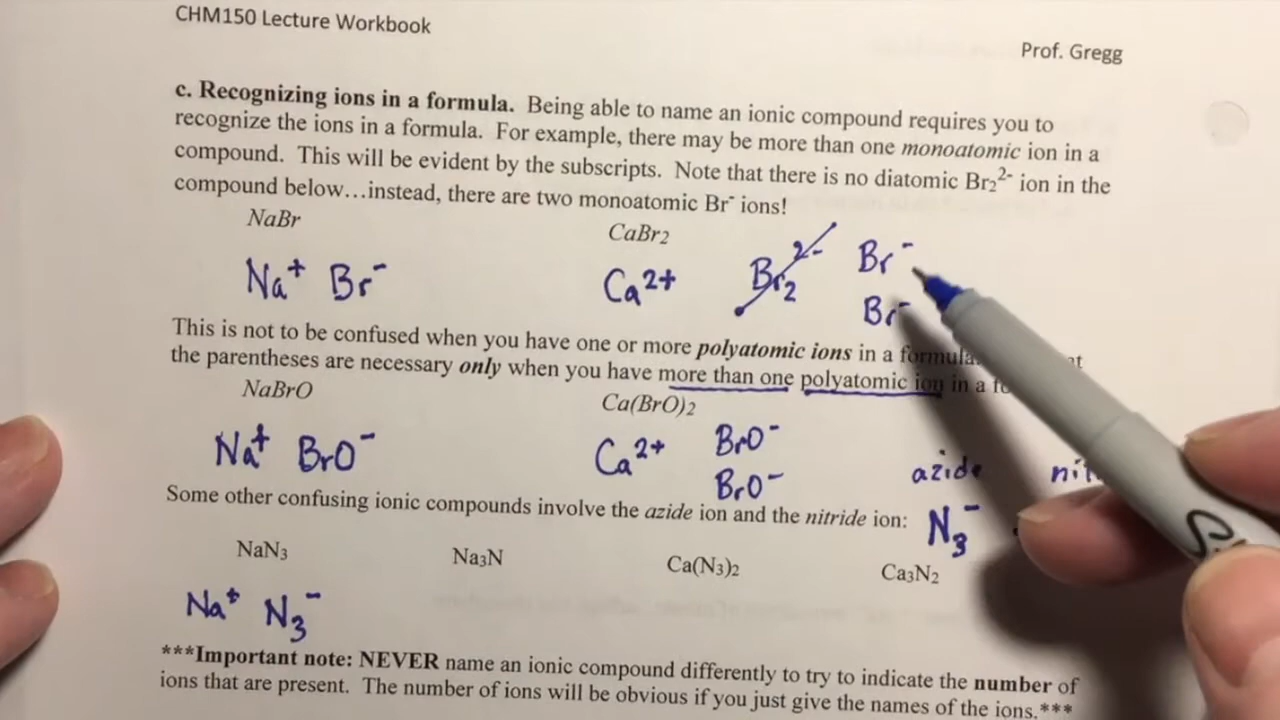 CHM150 Lecture Workbook
Prof. Gregg
c. Recognizing ions in a formula. Being able to name an ionic compound requires you to
recognize the ions in a formula. For example, there may be more than one monoatomic ion in a
compound. This will be evident by the subscripts. Note that there is no diatomic Br₂²⁻ ion in the
compound below…instead, there are two monoatomic Br⁻ ions!
NaBr CaBr₂
Na⁺ Br⁻ Ca²⁺ Br₂²⁻ Br⁻
Br⁻
This is not to be confused when you have one or more polyatomic ions in a formula
the parentheses are necessary only when you have more than one polyatomic ion in a
NaBrO Ca(BrO)₂
Na⁺ BrO⁻ Ca²⁺ BrO⁻
BrO⁻
azide
Some other confusing ionic compounds involve the azide ion and the nitride ion: N₃⁻
NaN₃ Na₃N Ca(N₃)₂ Ca₃N₂
Na⁺ N₃⁻
***Important note: NEVER name an ionic compound differently to try to indicate the number of
ions that are present. The number of ions will be obvious if you just give the names of the ions.***